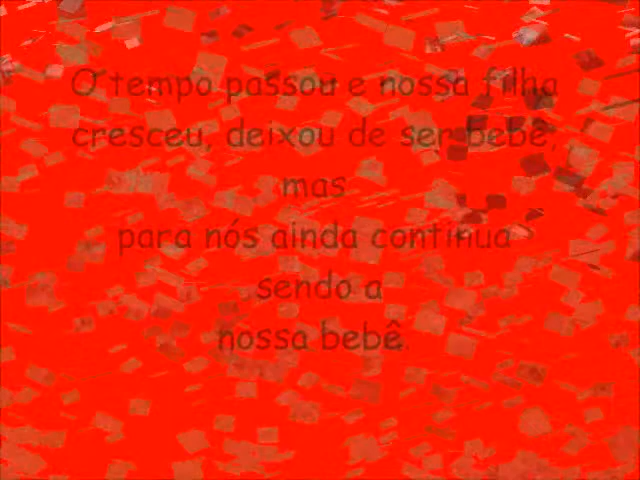 O tempo passou e nossa filha
cresceu, deixou de ser bebê,
mas
para nós ainda continua
sendo a
nossa bebê.